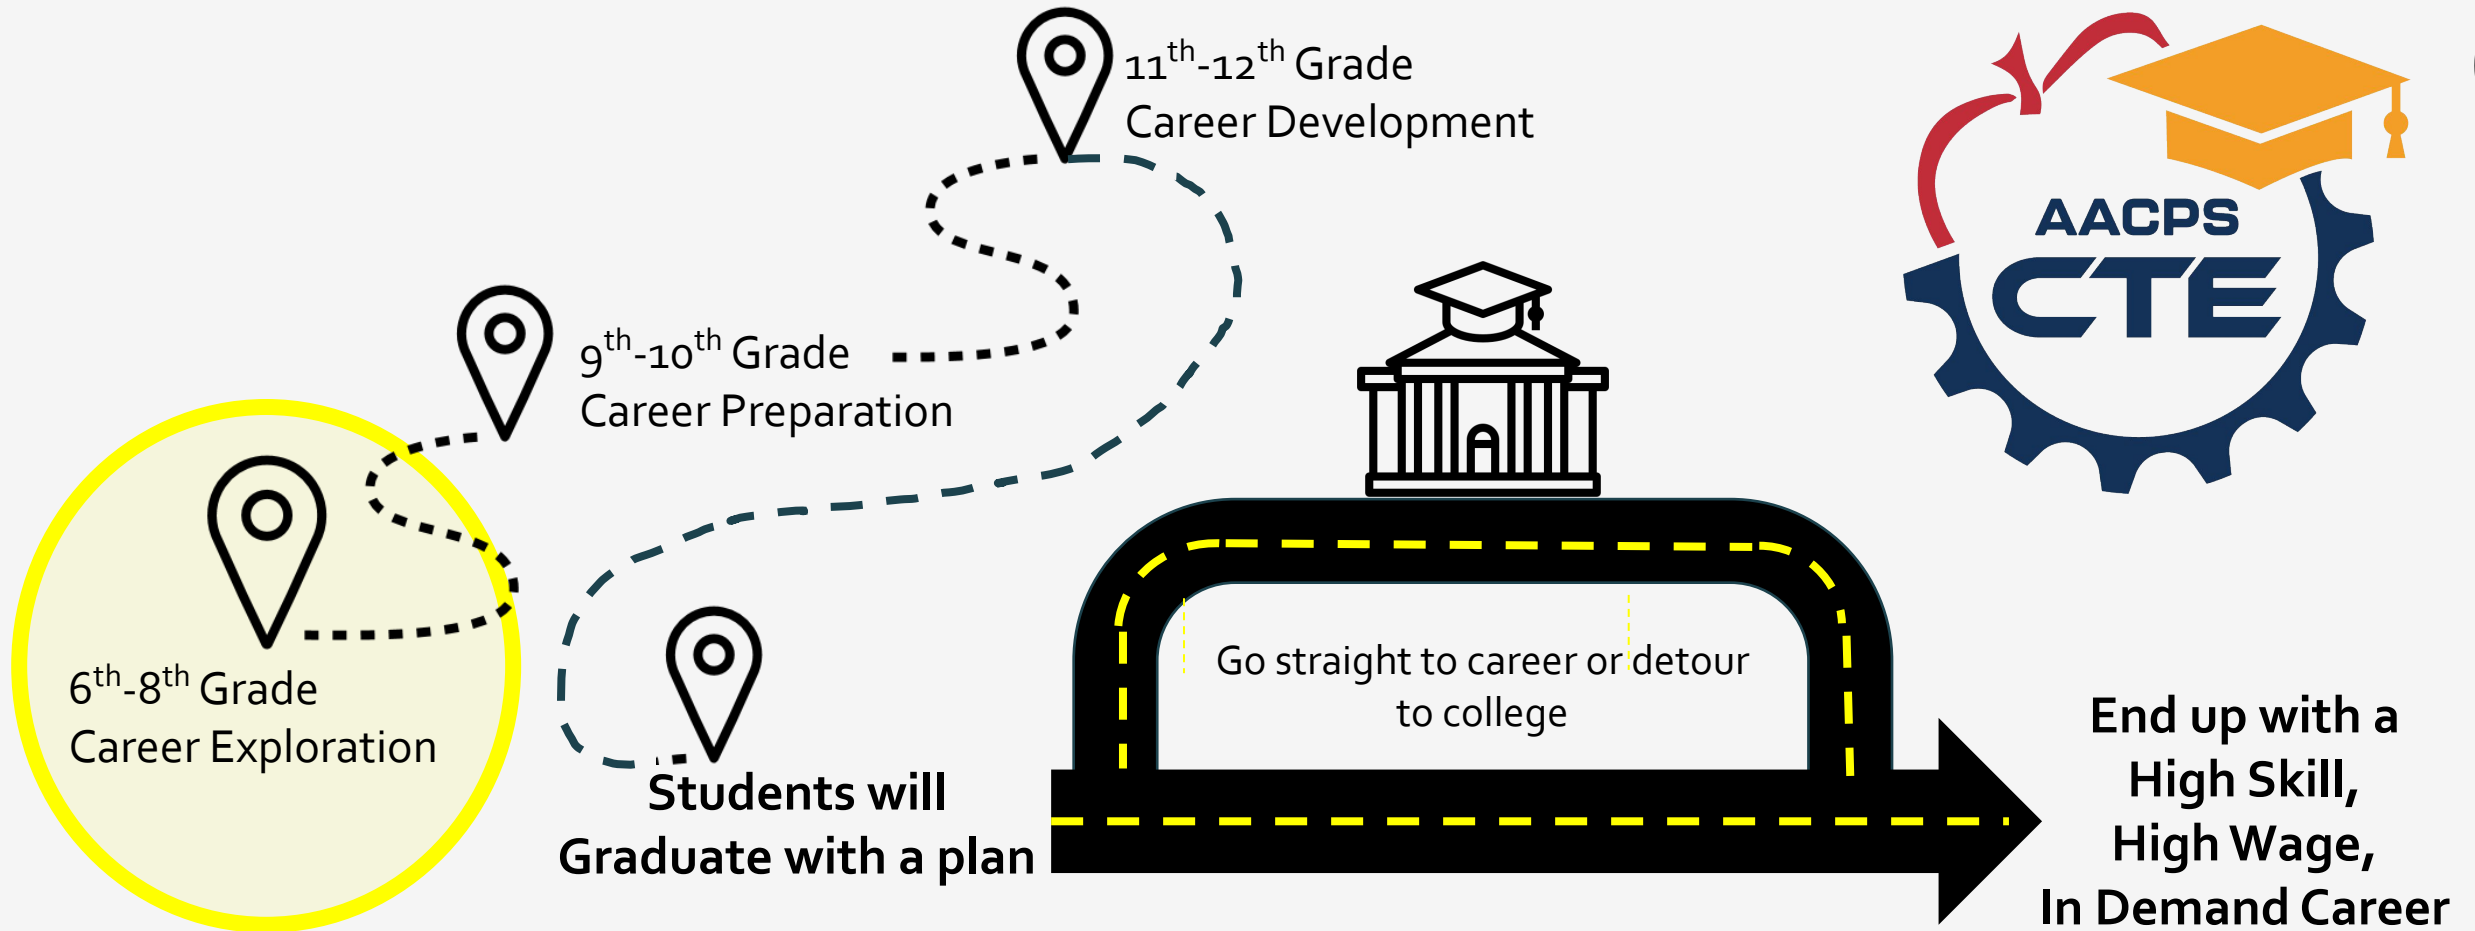 11th-12th Grade
Career Development
AACPS
CTE
9th-10th Grade
Career Preparation
6th-8th Grade
Career Exploration
Go straight to career or detour
to college
Students will
Graduate with a plan
End up with a
High Skill,
High Wage,
In Demand Career